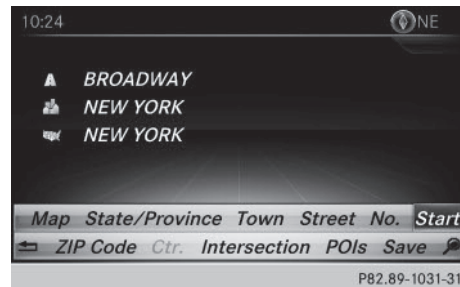 10:24 NE
BROADWAY
NEW YORK
NEW YORK
Map State/Province Town Street No. Start
ZIP Code Ctr. Intersection POIs Save
P82.89-1031-31